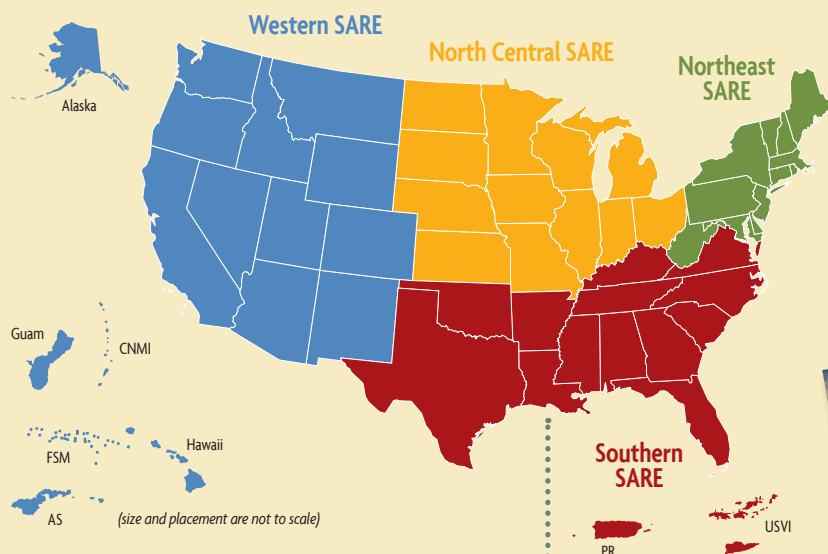 Western SARE
North Central SARE
Northeast
SARE
Alaska
Guam
CNMI
FSM
Hawaii
AS
(size and placement are not to scale)
Southern
SARE
USVI
PR